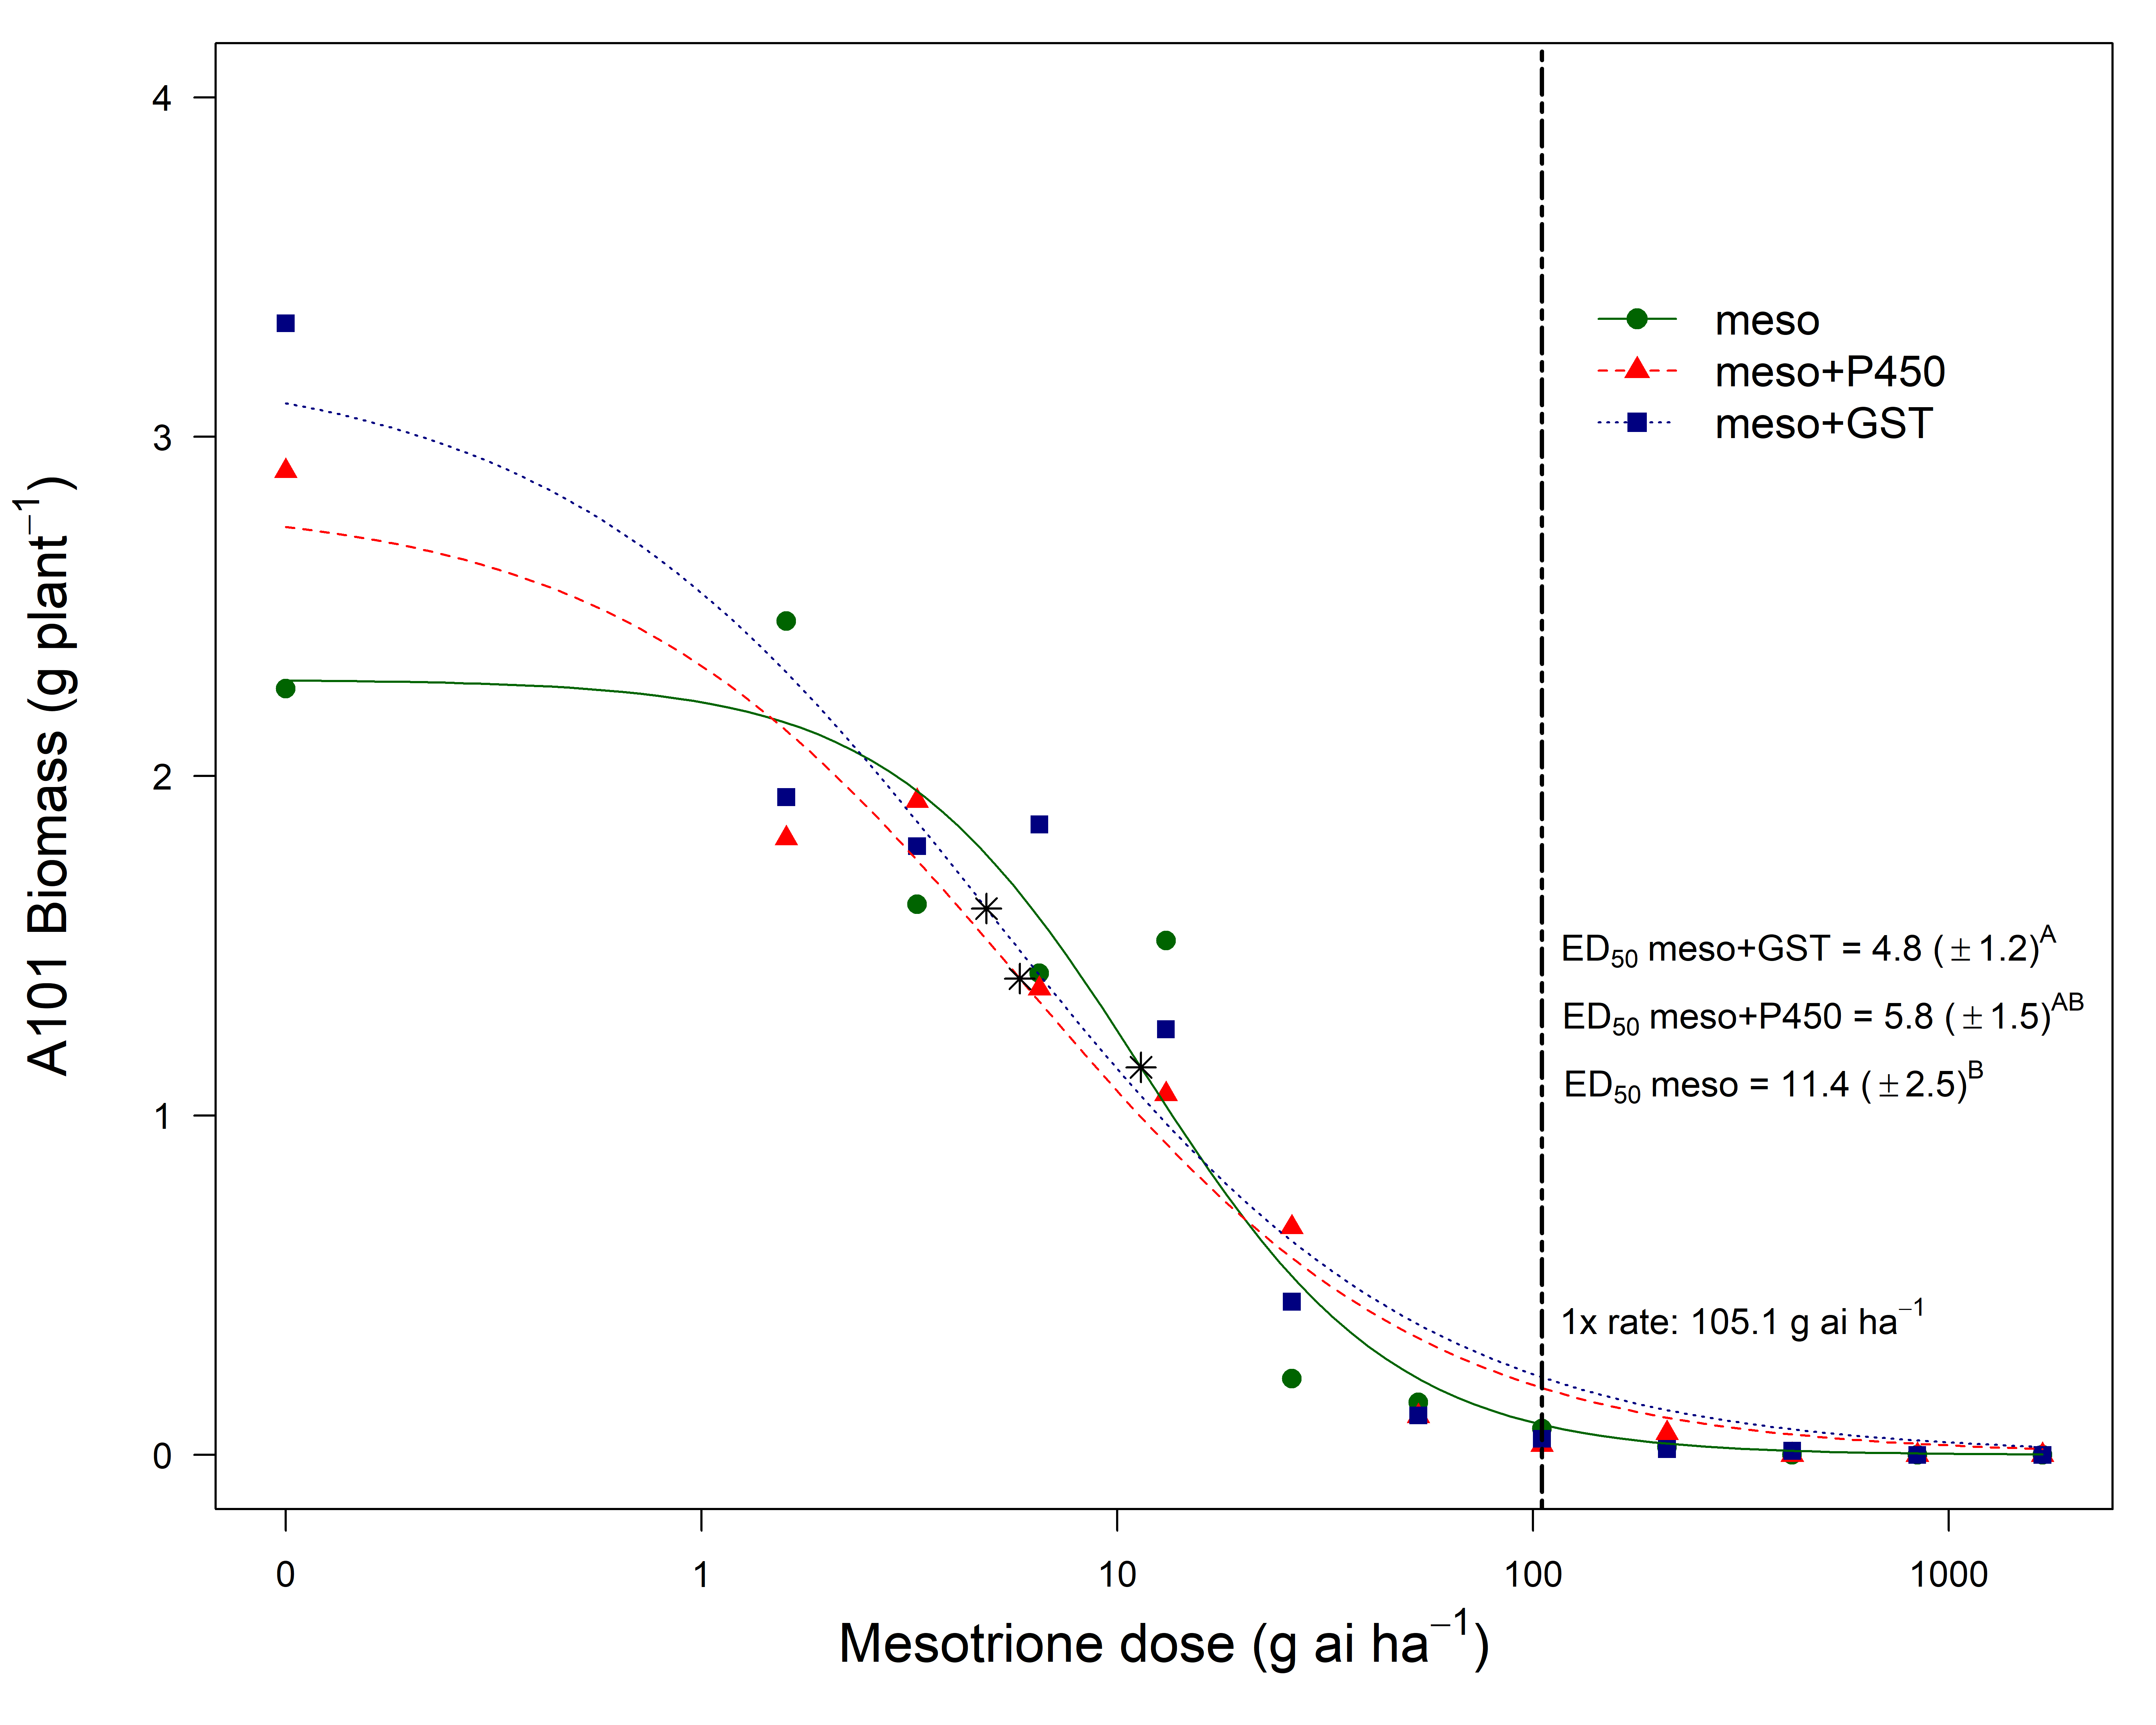 4
3
2
1
0
A101 Biomass (g plant⁻¹)
meso
meso+P450
meso+GST
ED₅₀ meso+GST = 4.8 (±1.2)ᴬ
ED₅₀ meso+P450 = 5.8 (±1.5)ᴬᴮ
ED₅₀ meso = 11.4 (±2.5)ᴮ
1x rate: 105.1 g ai ha⁻¹
0 1 10 100 1000
Mesotrione dose (g ai ha⁻¹)